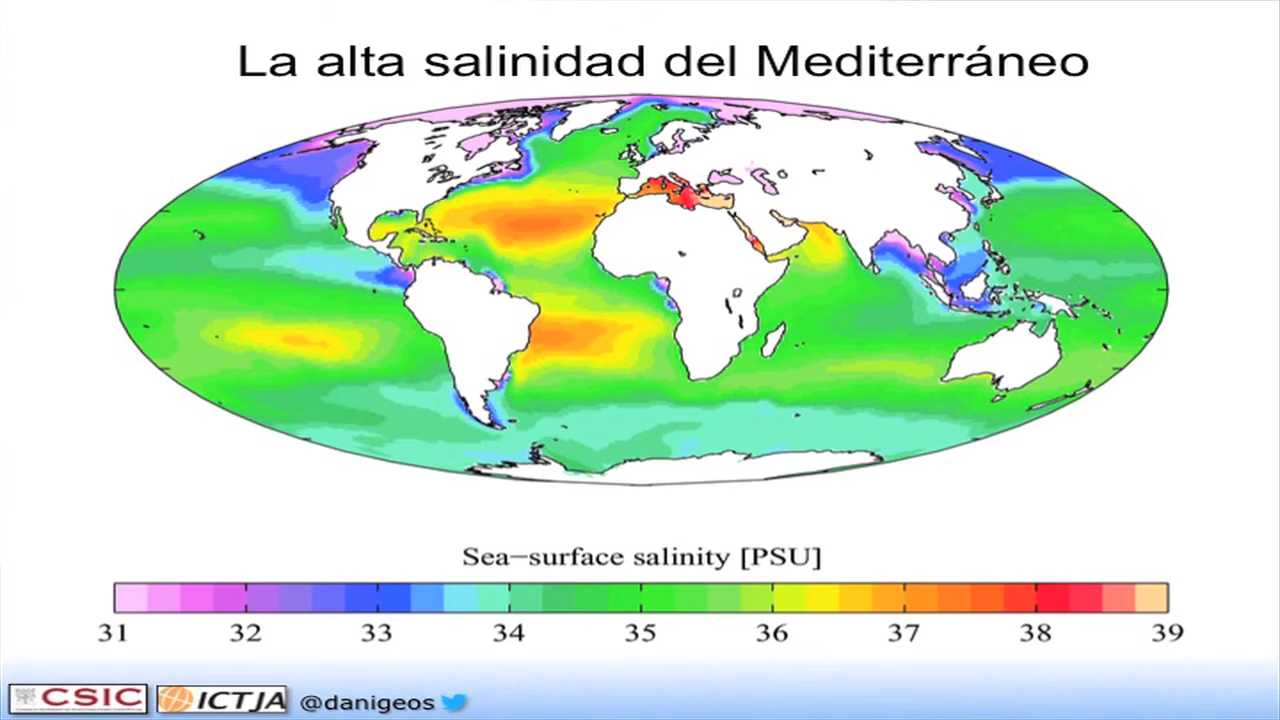 La alta salinidad del Mediterráneo
Sea−surface salinity [PSU]
31 32 33 34 35 36 37 38 39
CSIC ICTJA @danigeos